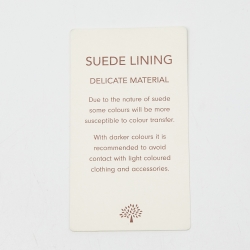 SUEDE LINING
DELICATE MATERIAL
Due to the nature of suede
some colours will be more
susceptible to colour transfer.
With darker colours it is
recommended to avoid
contact with light coloured
clothing and accessories.